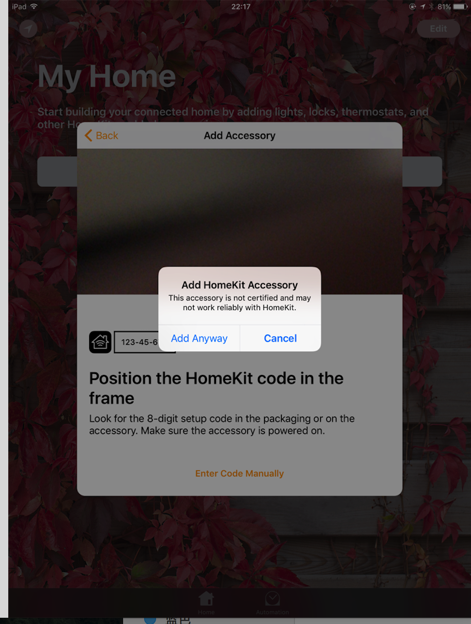 iPad
22:17
81%
Edit
My Home
Start building your connected home by adding lights, locks, thermostats, and
other Ho
Back
Add Accessory
Add HomeKit Accessory
This accessory is not certified and may
not work reliably with HomeKit.
Add Anyway
Cancel
123-45-6
Position the HomeKit code in the
frame
Look for the 8-digit setup code in the packaging or on the
accessory. Make sure the accessory is powered on.
Enter Code Manually
蓝色